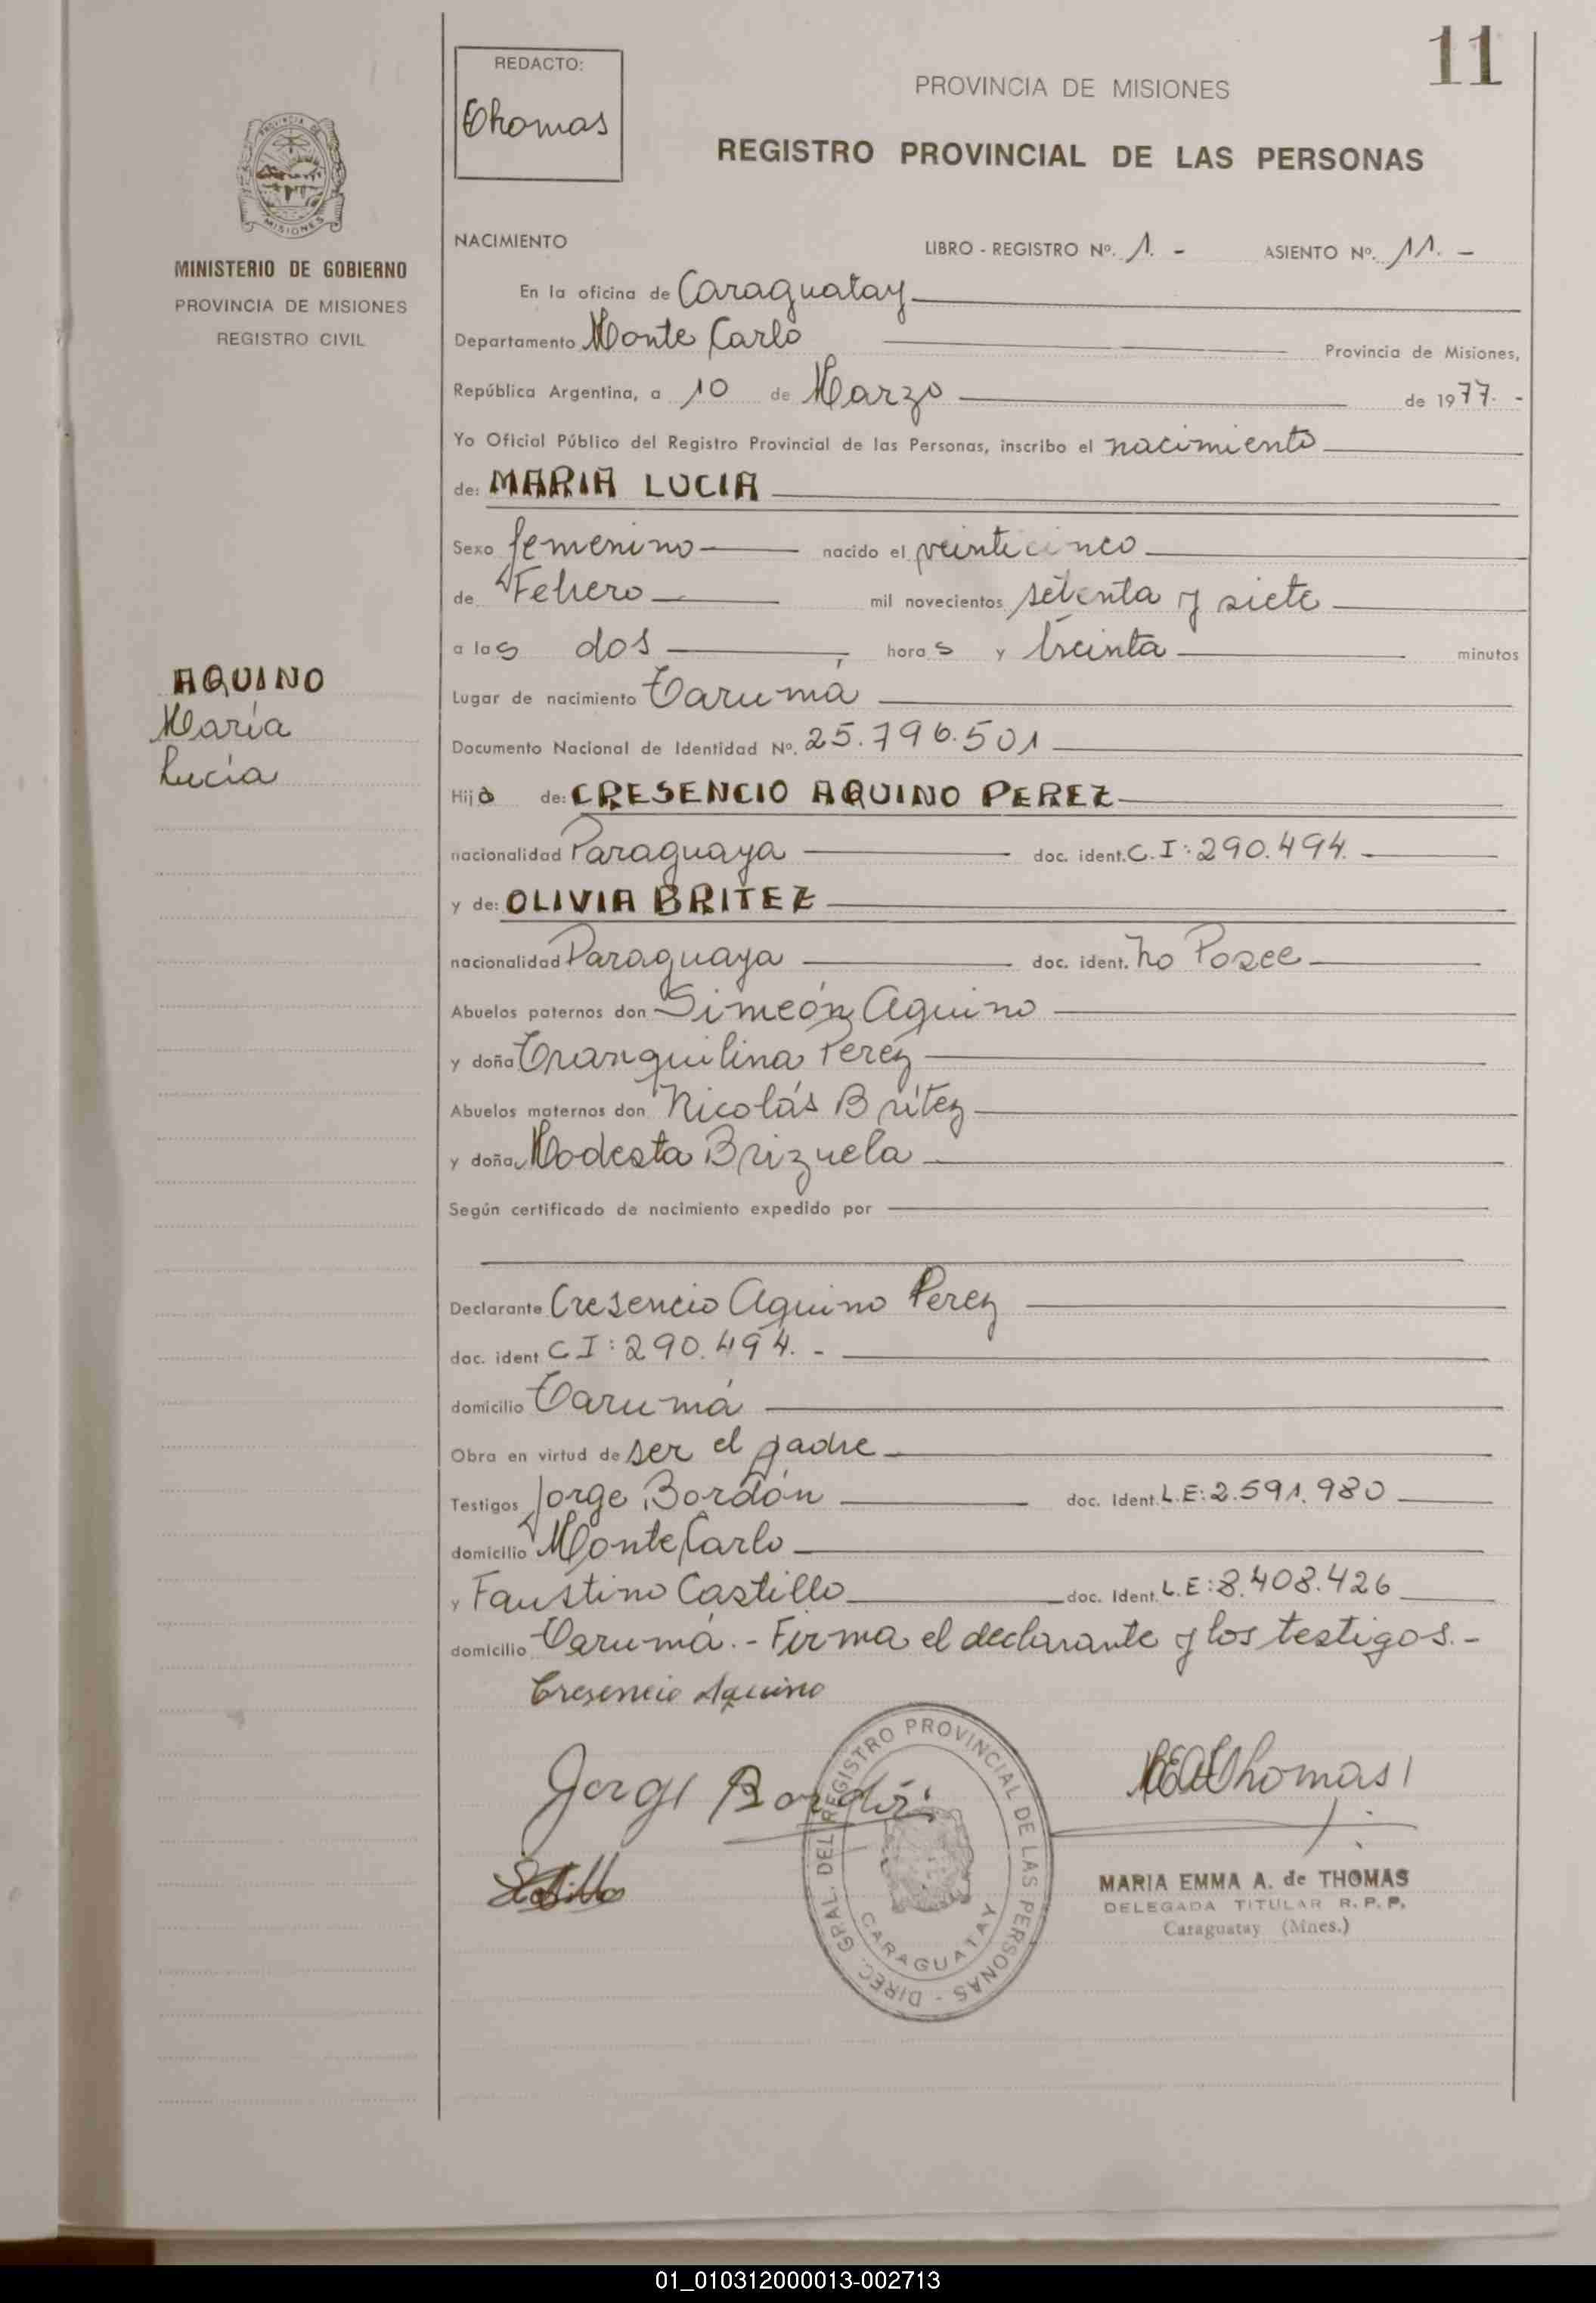 11
REDACTO:
Thomas
PROVINCIA DE MISIONES
REGISTRO PROVINCIAL DE LAS PERSONAS
PROVINCIA DE
MISIONES
MINISTERIO DE GOBIERNO
PROVINCIA DE MISIONES
REGISTRO CIVIL
AQUINO
María
Lucía
NACIMIENTO LIBRO - REGISTRO Nº. 1. - ASIENTO Nº. 11. -
En la oficina de Caraguatay
Departamento Monte Carlo Provincia de Misiones,
República Argentina, a 10 de Marzo de 1977. -
Yo Oficial Público del Registro Provincial de las Personas, inscribo el nacimiento
de: MARIA LUCIA
Sexo femenino nacido el veinticinco
de Febrero mil novecientos setenta y siete
a las dos horas y treinta minutos
Lugar de nacimiento Tarumá
Documento Nacional de Identidad Nº. 25.796.501
Hija de: CRESENCIO AQUINO PEREZ
nacionalidad Paraguaya doc. ident. C.I: 290.494.
y de: OLIVIA BRITEZ
nacionalidad Paraguaya doc. ident. No Posee
Abuelos paternos don Simeón Aquino
y doña Tranquilina Perez
Abuelos maternos don Nicolás Brítez
y doña Modesta Brizuela
Según certificado de nacimiento expedido por
Declarante Cresencio Aquino Perez
doc. ident C I: 290.494. -
domicilio Tarumá
Obra en virtud de ser el padre
Testigos Jorge Bordón doc. Ident. L.E: 2.591.980
domicilio Monte Carlo
y Faustino Castillo doc. Ident. L.E: 8.408.426
domicilio Tarumá. - Firma el declarante y los testigos. -
Cresencio Aquino
Jorge Bordón
Thomas
DIREC. GRAL. DEL REGISTRO PROVINCIAL DE LAS PERSONAS -
CARAGUATAY
MARIA EMMA A. de THOMAS
DELEGADA TITULAR R. P. P.
Caraguatay (Mnes.)
01_010312000013-002713